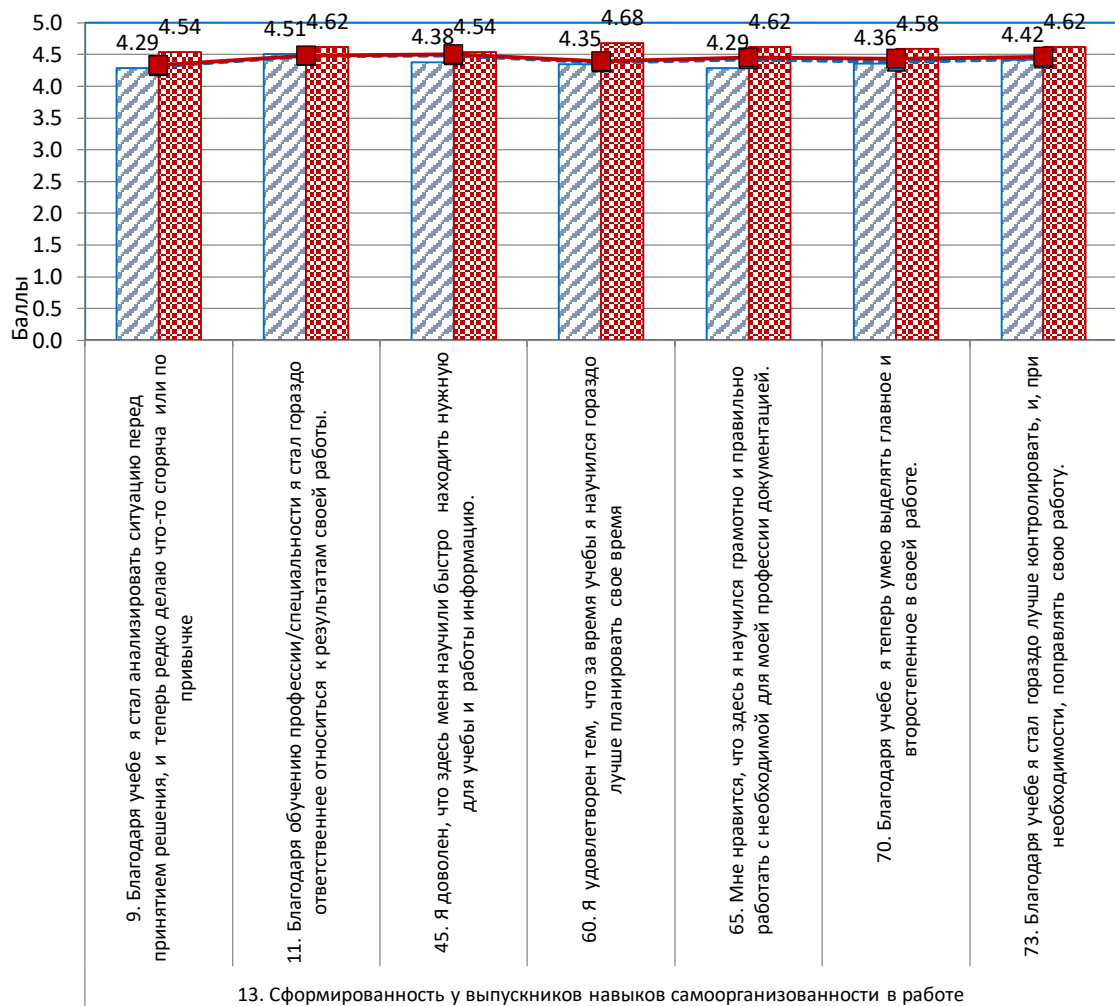 5.0
4.5
4.0
3.5
3.0
2.5
2.0
1.5
1.0
0.5
0.0
Баллы
4.29
4.54
4.51
4.62
4.38
4.54
4.35
4.68
4.29
4.62
4.36
4.58
4.42
4.62
9. Благодаря учебе я стал анализировать ситуацию перед
принятием решения, и теперь редко делаю что-то сгоряча или по
привычке
11. Благодаря обучению профессии/специальности я стал гораздо
ответственнее относиться к результатам своей работы.
45. Я доволен, что здесь меня научили быстро находить нужную
для учебы и работы информацию.
60. Я удовлетворен тем, что за время учебы я научился гораздо
лучше планировать свое время
65. Мне нравится, что здесь я научился грамотно и правильно
работать с необходимой для моей профессии документацией.
70. Благодаря учебе я теперь умею выделять главное и
второстепенное в своей работе.
73. Благодаря учебе я стал гораздо лучше контролировать, и, при
необходимости, поправлять свою работу.
13. Сформированность у выпускников навыков самоорганизованности в работе